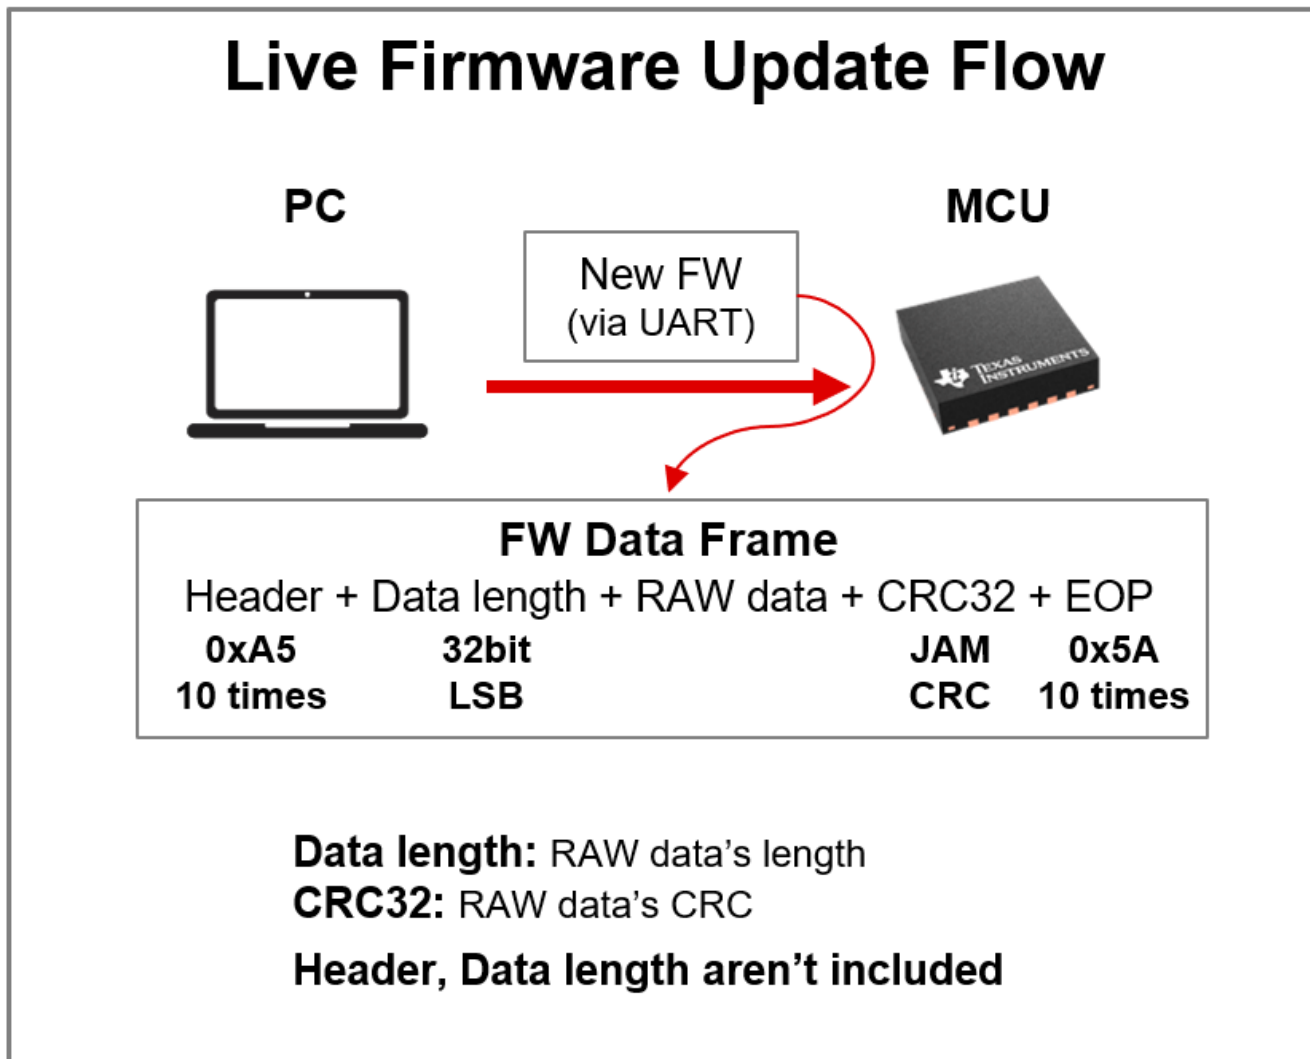 Live Firmware Update Flow
PC
MCU
New FW
(via UART)
TEXAS
INSTRUMENTS
FW Data Frame
Header + Data length + RAW data + CRC32 + EOP
0xA5 32bit JAM 0x5A
10 times LSB CRC 10 times
Data length: RAW data’s length
CRC32: RAW data’s CRC
Header, Data length aren’t included